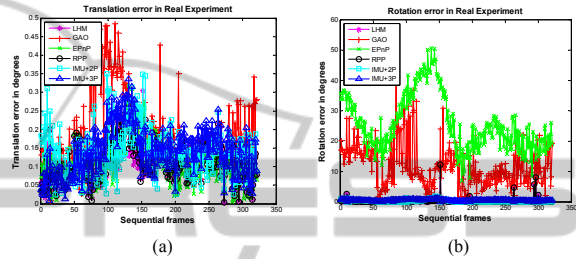 Translation error in Real Experiment
Translation error in degrees
0.5
0.45
0.4
0.35
0.3
0.25
0.2
0.15
0.1
0.05
0
LHM
GAO
EPnP
RPP
IMU+2P
IMU+3P
0 50 100 150 200 250 300 350
Sequential frames
(a)
Rotation error in Real Experiment
Rotation error in degrees
60
50
40
30
20
10
0
LHM
GAO
EPnP
RPP
IMU+2P
IMU+3P
0 50 100 150 200 250 300 350
Sequential frames
(b)